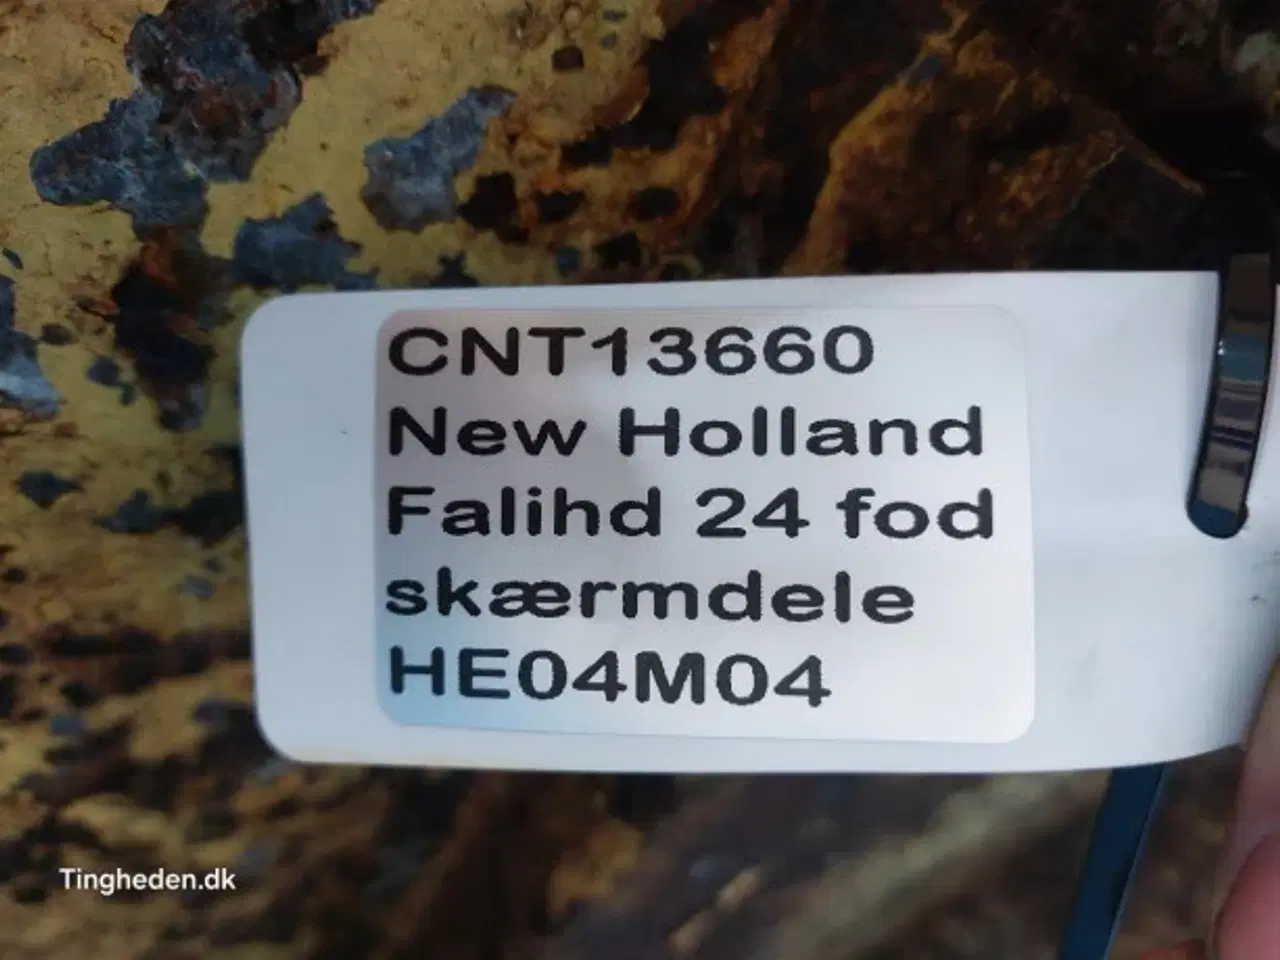 CNT13660
New Holland
Falihd 24 fod
skærmdele
HE04M04
Tingheden.dk